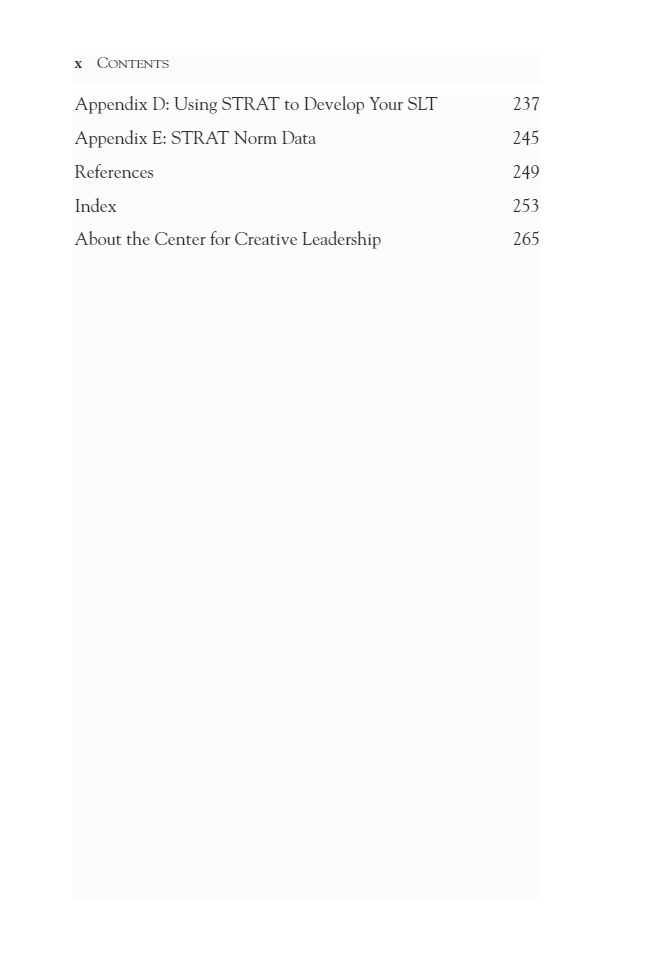 x Contents
Appendix D: Using STRAT to Develop Your SLT 237
Appendix E: STRAT Norm Data 245
References 249
Index 253
About the Center for Creative Leadership 265